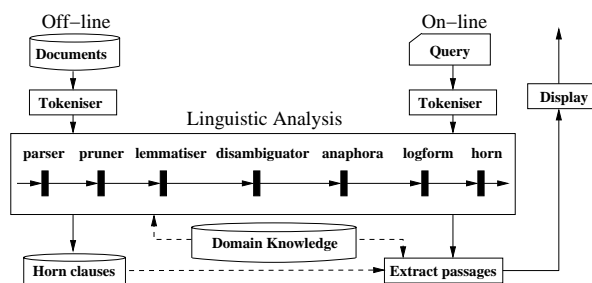 Off-line
On-line
Documents
Query
Tokeniser
Tokeniser
Display
Linguistic Analysis
parser pruner lemmatiser disambiguator anaphora logform horn
Domain Knowledge
Horn clauses
Extract passages